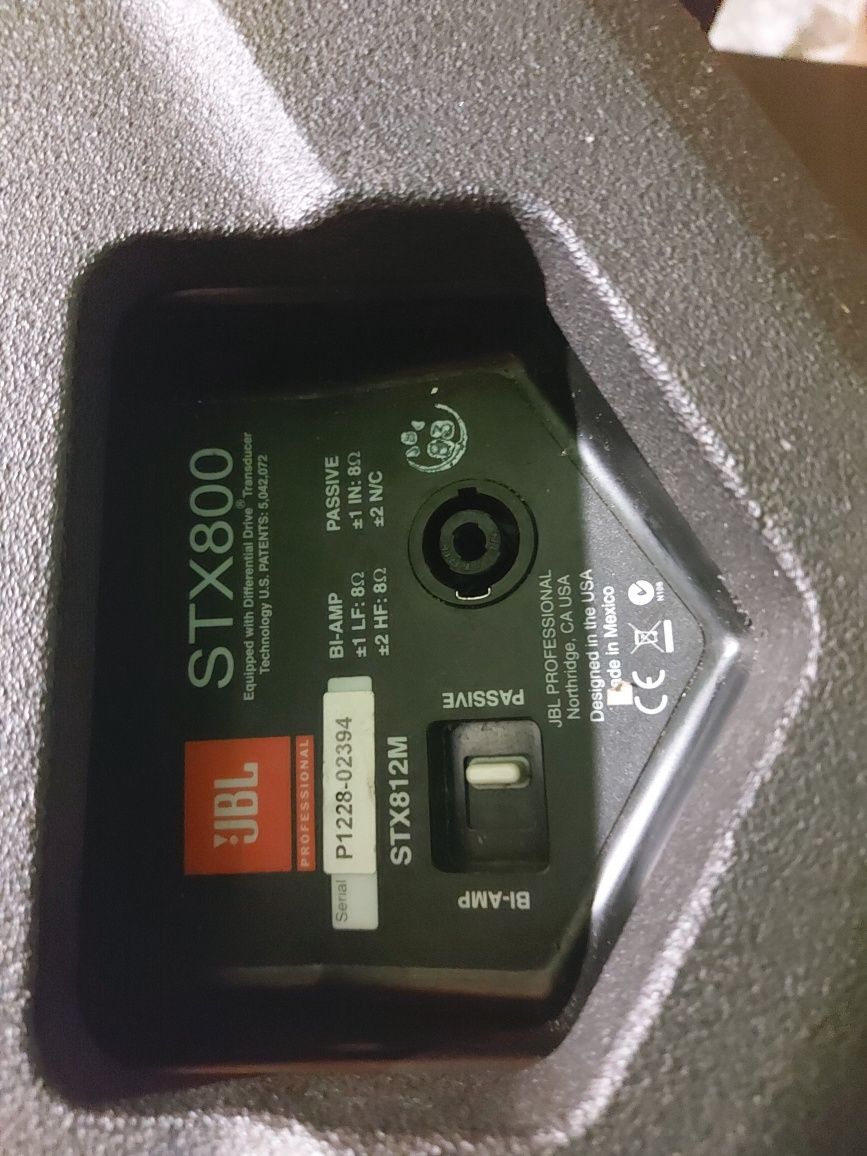 JBL
PROFESSIONAL
STX800
Equipped with Differential Drive® Transducer
Technology U.S. PATENTS: 5,042,072
Serial P1228-02394
STX812M
BI-AMP
±1 LF: 8Ω
±2 HF: 8Ω
PASSIVE
±1 IN: 8Ω
±2 N/C
BI-AMP
PASSIVE
JBL PROFESSIONAL
Northridge, CA USA
Designed in the USA
ade in Mexico
CE
N108